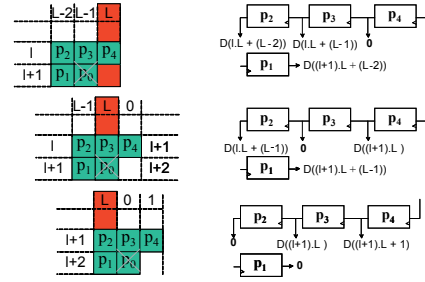 L-2 L-1 L
l p2 p3 p4
l+1 p1 p0
p2 p3 p4
D(l.L + (L-2)) D(l.L + (L-1)) 0
p1 D((l+1).L + (L-2))
L-1 L 0
l p2 p3 p4 l+1
l+1 p1 p0 l+2
p2 p3 p4
D(l.L + (L-1)) 0 D((l+1).L )
p1 D((l+1).L + (L-1))
L 0 1
l+1 p2 p3 p4
l+2 p1 p0
p2 p3 p4
0 D((l+1).L ) D((l+1).L + 1)
p1 0